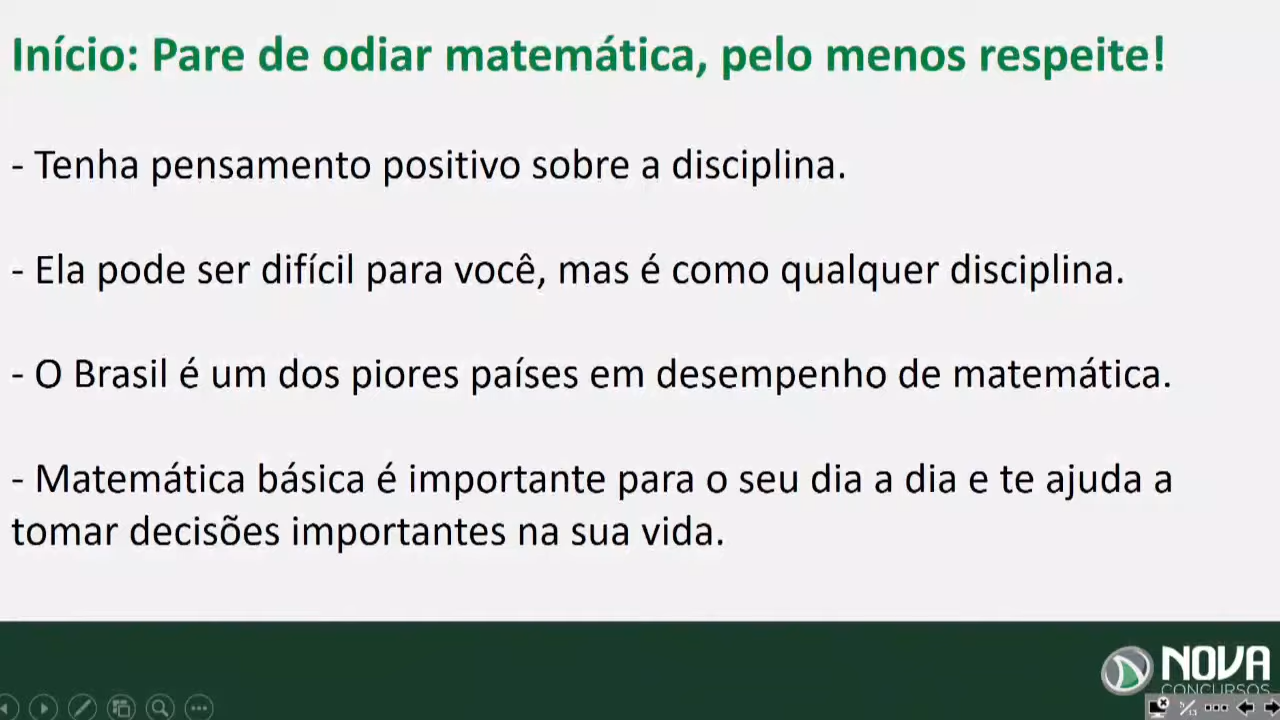 Início: Pare de odiar matemática, pelo menos respeite!
- Tenha pensamento positivo sobre a disciplina.
- Ela pode ser difícil para você, mas é como qualquer disciplina.
- O Brasil é um dos piores países em desempenho de matemática.
- Matemática básica é importante para o seu dia a dia e te ajuda a
tomar decisões importantes na sua vida.
NOVA
CONCURSOS